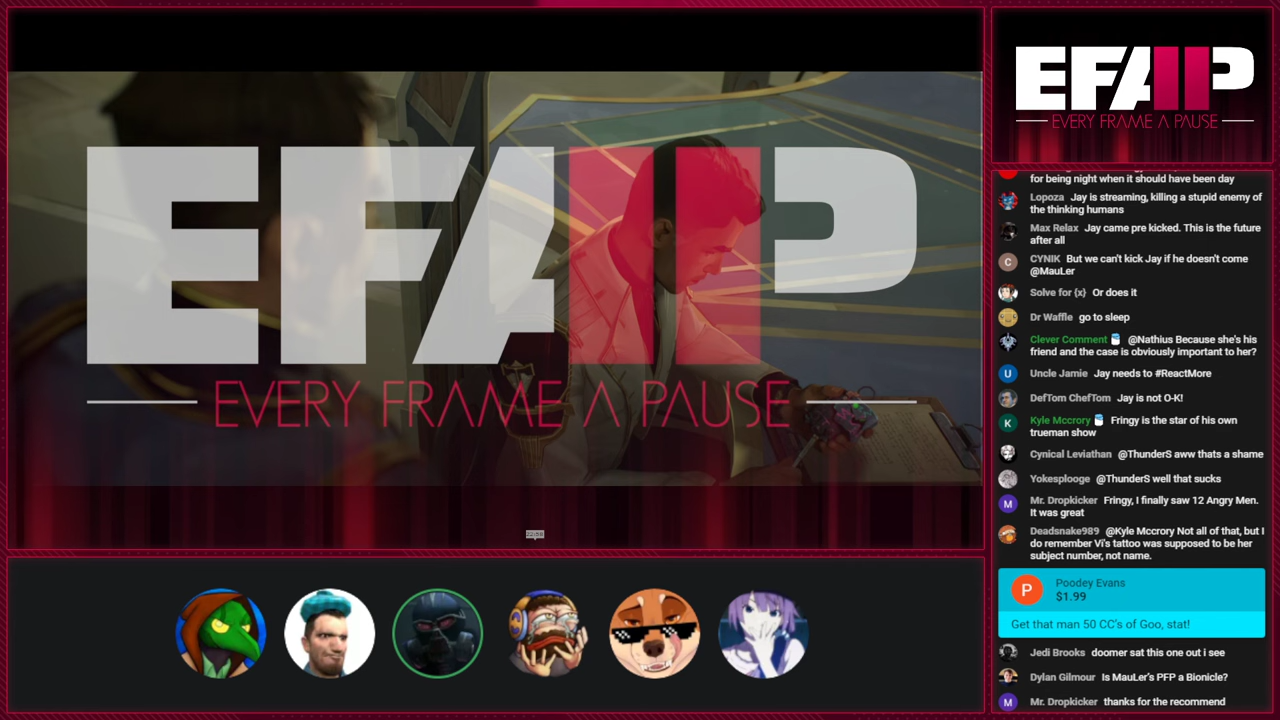 EFAP
EVERY FRAME A PAUSE
EFAP
EVERY FRAME A PAUSE
for being night when it should have been day
Lopoza Jay is streaming, killing a stupid enemy of
the thinking humans
Max Relax Jay came pre kicked. This is the future
after all
C
CYNIK But we can't kick Jay if he doesn't come
@MauLer
Solve for {x} Or does it
Dr Waffle go to sleep
Clever Comment @Nathius Because she's his
friend and the case is obviously important to her?
U
Uncle Jamie Jay needs to #ReactMore
DefTom ChefTom Jay is not O-K!
K
Kyle Mccrory Fringy is the star of his own
trueman show
Cynical Leviathan @ThunderS aww thats a shame
Yokesplooge @ThunderS well that sucks
M
Mr. Dropkicker Fringy, I finally saw 12 Angry Men.
It was great
Deadsnake989 @Kyle Mccrory Not all of that, but I
do remember Vi's tattoo was supposed to be her
subject number, not name.
P
Poodey Evans
$1.99
Get that man 50 CC's of Goo, stat!
Jedi Brooks doomer sat this one out i see
Dylan Gilmour Is MauLer's PFP a Bionicle?
M
Mr. Dropkicker thanks for the recommend